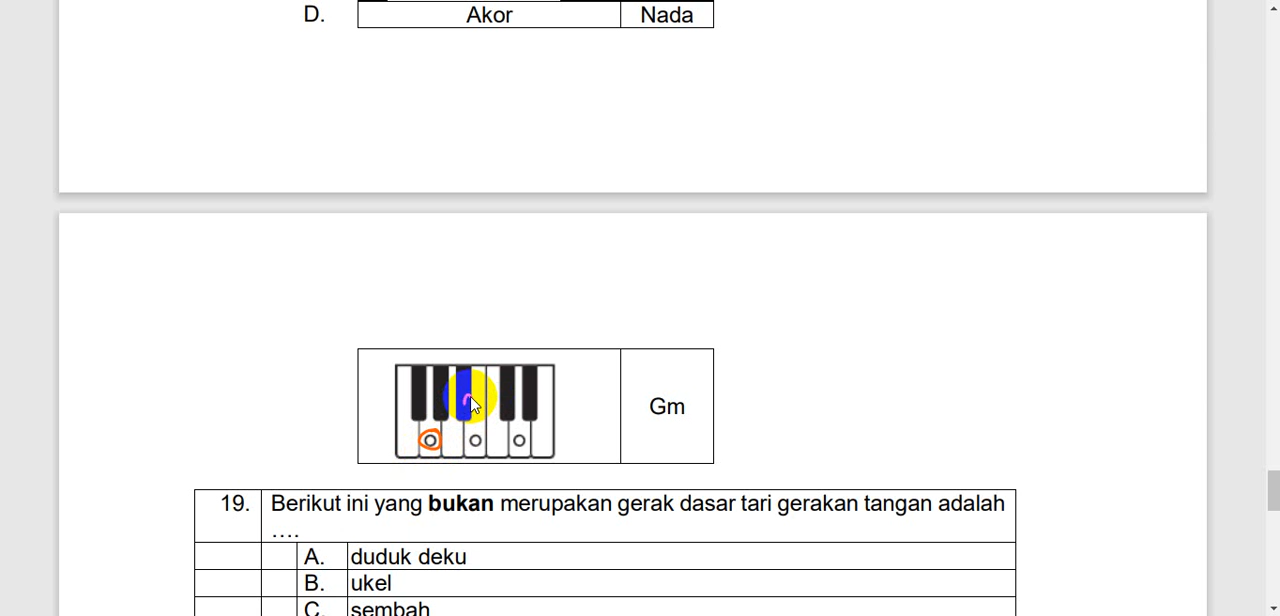 D. Akor Nada
Gm
19. Berikut ini yang bukan merupakan gerak dasar tari gerakan tangan adalah
....
A. duduk deku
B. ukel
C. sembah